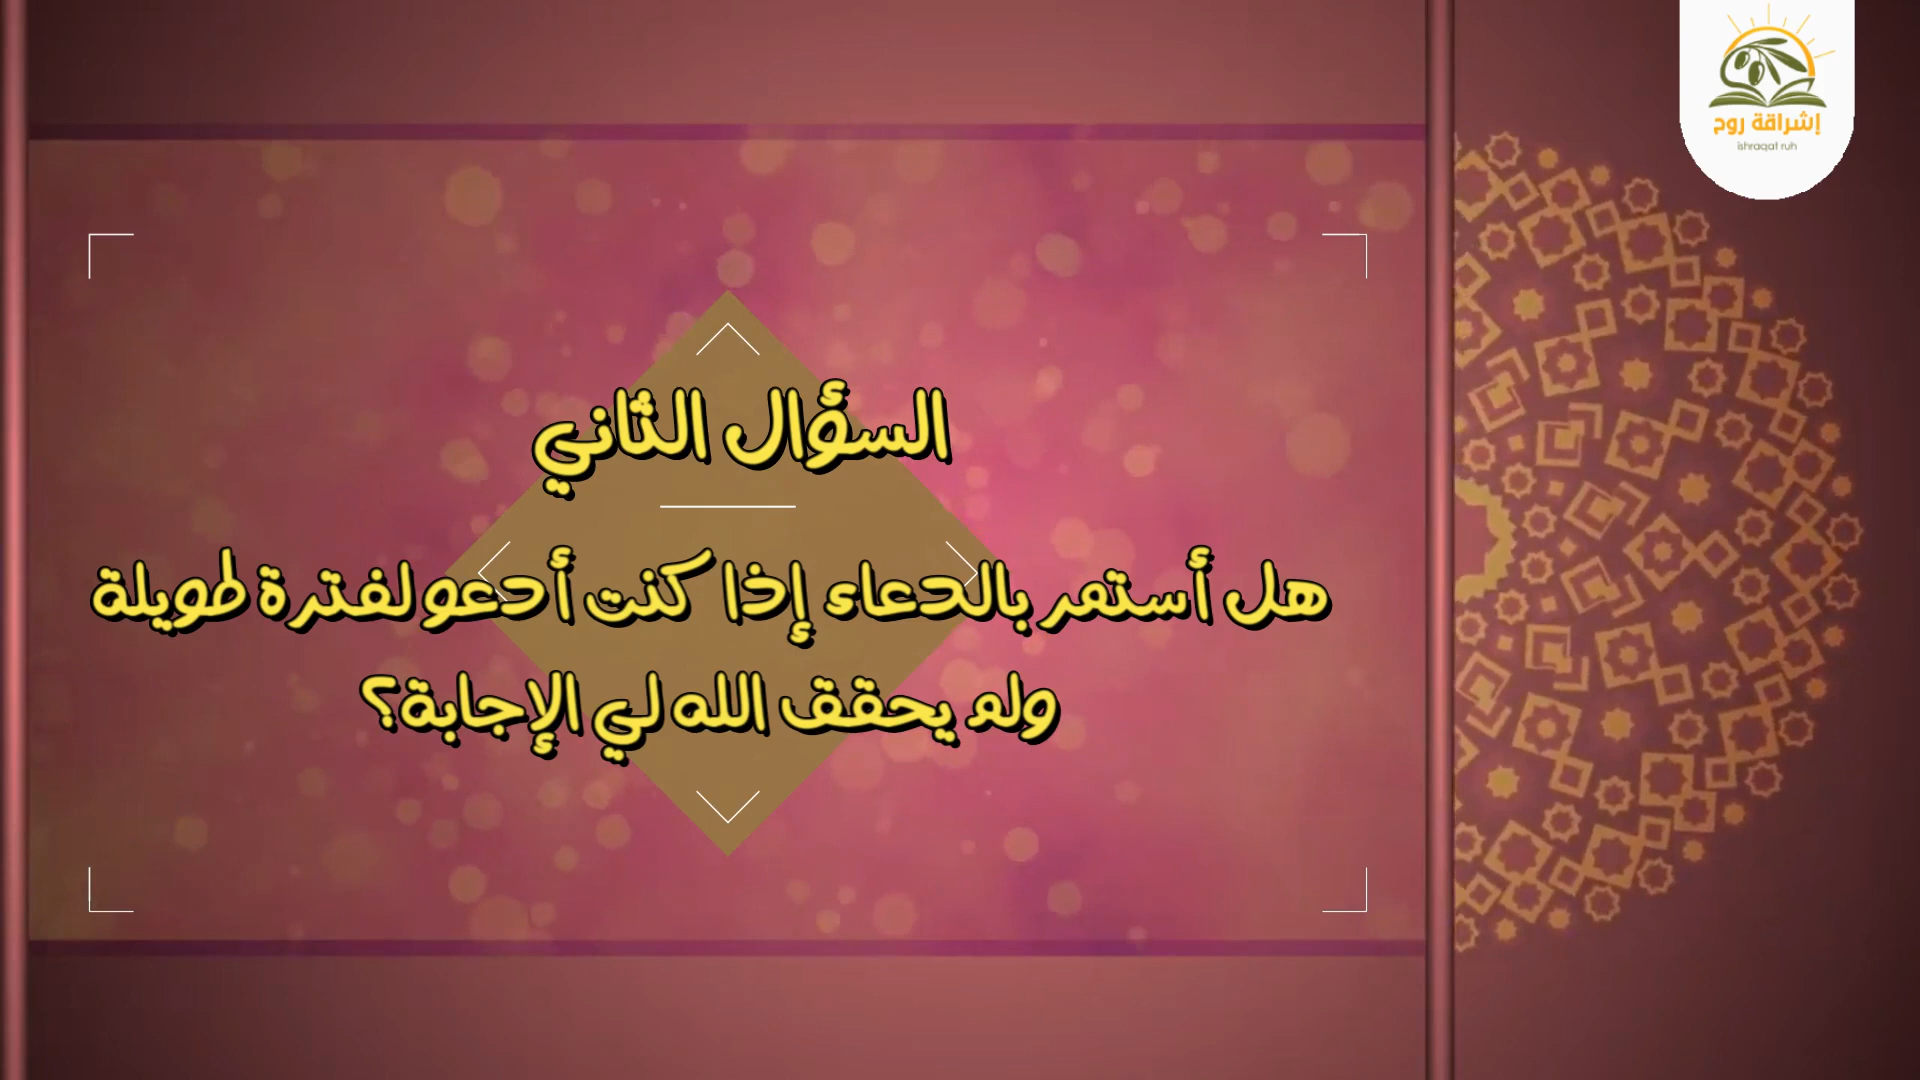 إشراقة روح
ishraqat ruh
السؤال الثاني
هل أستمر بالدعاء إذا كنت أدعو لفترة طويلة
ولم يحقق الله لي الإجابة؟